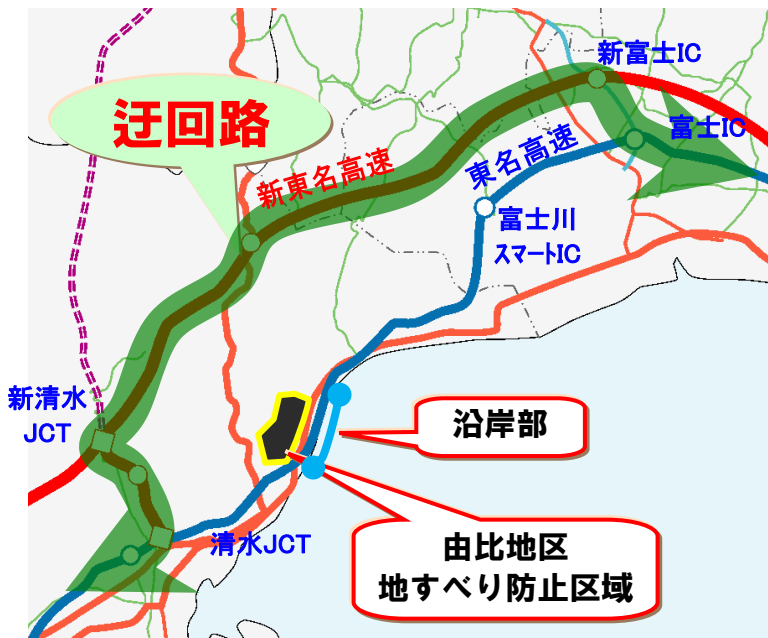 新富士IC
迂回路
富士IC
新東名高速
東名高速
富士川
スマートIC
新清水
JCT
沿岸部
清水JCT
由比地区
地すべり防止区域